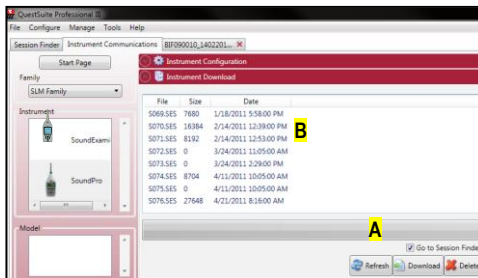 QuestSuite Professional II
File Configure Manage Tools Help
Session Finder Instrument Communications BIF090010_1402201...
Start Page
Family
SLM Family
Instrument
SoundExami
SoundPro
Model
Instrument Configuration
Instrument Download
File Size Date
S069.SES 7680 1/18/2011 5:58:00 PM
S070.SES 16384 2/14/2011 12:39:00 PM
S071.SES 8192 2/14/2011 12:53:00 PM
S072.SES 0 3/24/2011 11:05:00 AM
S073.SES 0 3/24/2011 2:29:00 PM
S074.SES 8704 4/11/2011 10:05:00 AM
S075.SES 0 4/11/2011 10:05:00 AM
S076.SES 27648 4/21/2011 8:16:00 AM
B
A
Go to Session Finde
Refresh Download Delete